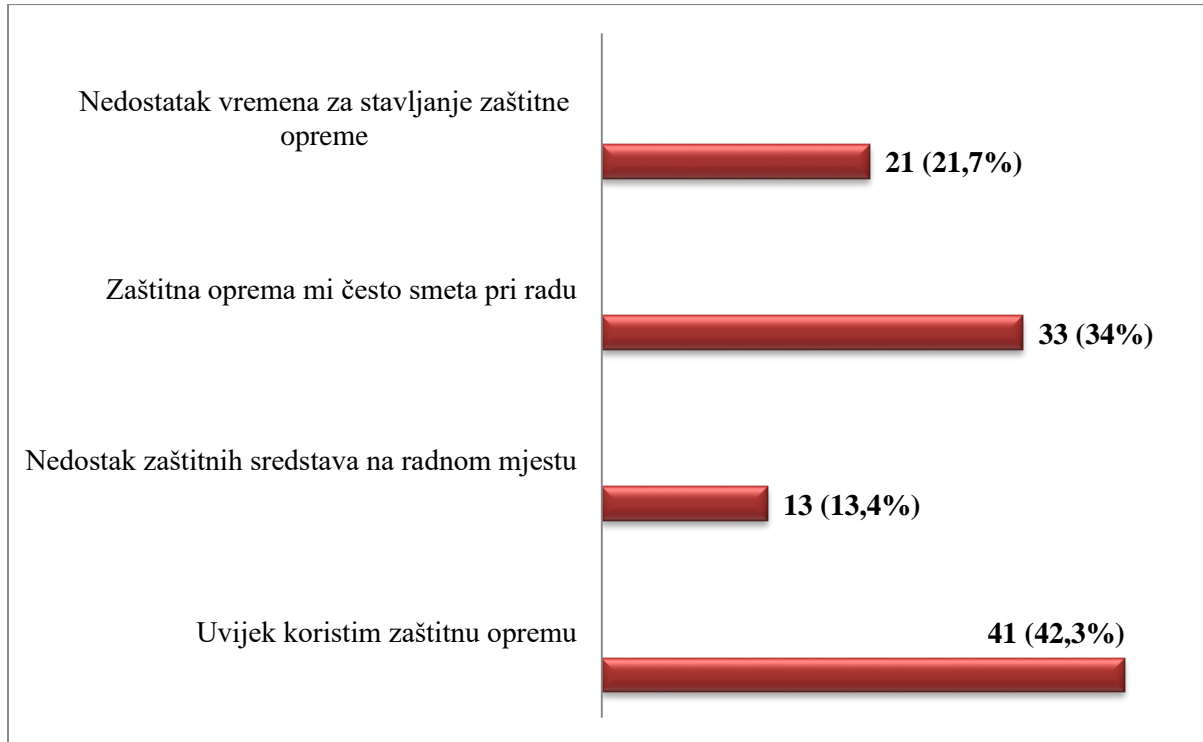 Nedostatak vremena za stavljanje zaštitne
opreme
21 (21,7%)
Zaštitna oprema mi često smeta pri radu
33 (34%)
Nedostak zaštitnih sredstava na radnom mjestu
13 (13,4%)
Uvijek koristim zaštitnu opremu
41 (42,3%)